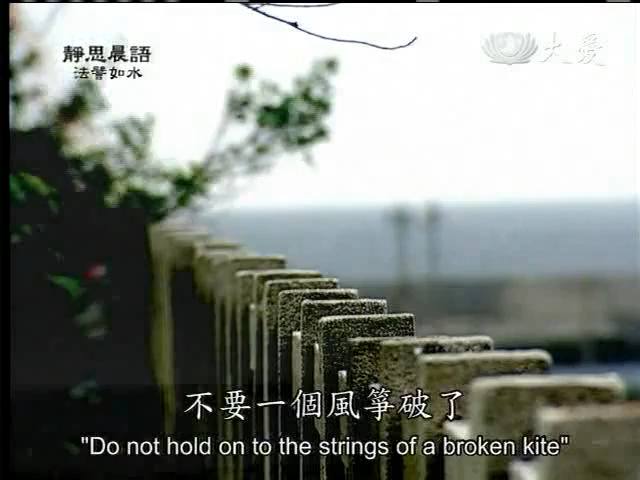 靜思晨語
法譬如水
大愛
不要一個風箏破了
"Do not hold on to the strings of a broken kite"